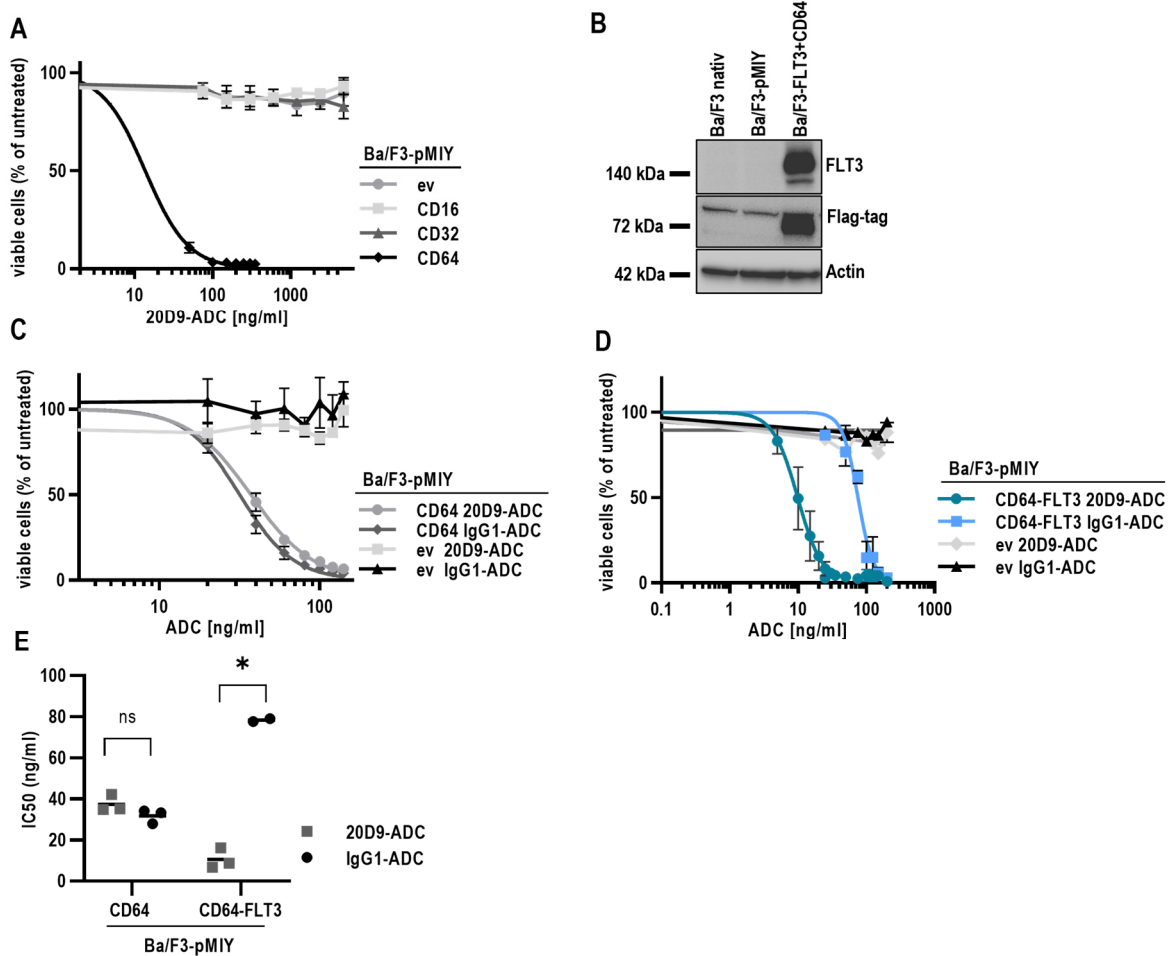 A
viable cells (% of untreated)
100
50
0
10
100
1000
20D9-ADC [ng/ml]
Ba/F3-pMIY
ev
CD16
CD32
CD64
B
Ba/F3 nativ
Ba/F3-pMIY
Ba/F3-FLT3+CD64
140 kDa
FLT3
72 kDa
Flag-tag
42 kDa
Actin
C
viable cells (% of untreated)
100
50
0
10
100
ADC [ng/ml]
Ba/F3-pMIY
CD64 20D9-ADC
CD64 IgG1-ADC
ev 20D9-ADC
ev IgG1-ADC
D
viable cells (% of untreated)
100
50
0
0.1
1
10
100
1000
ADC [ng/ml]
Ba/F3-pMIY
CD64-FLT3 20D9-ADC
CD64-FLT3 IgG1-ADC
ev 20D9-ADC
ev IgG1-ADC
E
IC50 (ng/ml)
100
80
60
40
20
0
ns
*
CD64
CD64-FLT3
Ba/F3-pMIY
20D9-ADC
IgG1-ADC